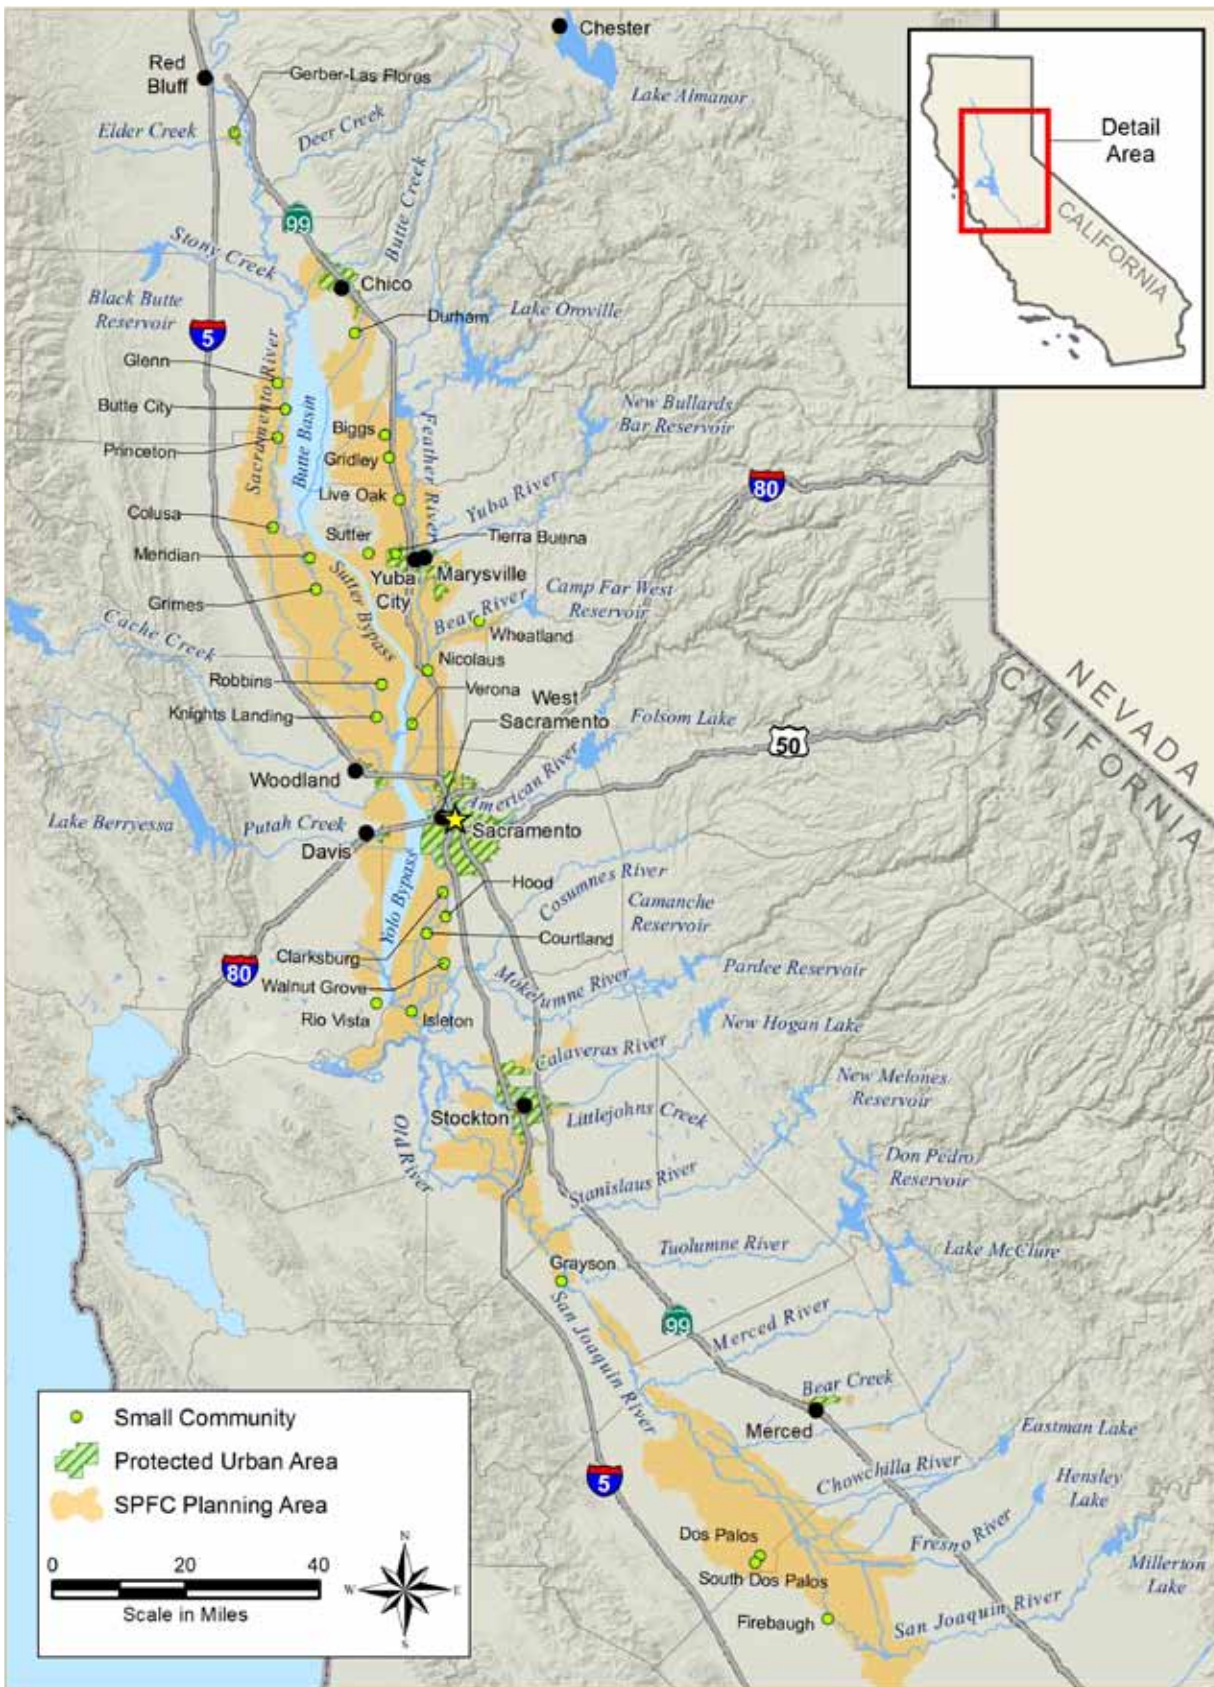 Chester
Red
Bluff
Gerber-Las Flores
Lake Almanor
Elder Creek
Deer Creek
Detail
Area
CALIFORNIA
99
Butte Creek
Stony Creek
Chico
Black Butte
Reservoir
Lake Oroville
Durham
5
Glenn
Sacramento River
Butte City
Butte Basin
Feather River
New Bullards
Bar Reservoir
Biggs
Princeton
Gridley
80
Live Oak
Yuba River
Colusa
Sutter
Tierra Buena
Meridian
Yuba
City
Marysville
Sutter Bypass
Camp Far West
Reservoir
Grimes
Bear River
Cache Creek
Wheatland
Nicolaus
Robbins
Verona
West
Sacramento
Knights Landing
Folsom Lake
NEVADA
CALIFORNIA
50
Woodland
American River
Lake Berryessa
Putah Creek
Davis
Sacramento
Yolo Bypass
Hood
Cosumnes River
Camanche
Reservoir
Courtland
Clarksburg
80
Walnut Grove
Mokelumne River
Pardee Reservoir
Rio Vista
Isleton
New Hogan Lake
Calaveras River
New Melones
Reservoir
Stockton
Littlejohns Creek
Old River
Don Pedro
Reservoir
Stanislaus River
Tuolumne River
Lake McClure
Grayson
San Joaquin River
99
Merced River
Bear Creek
Merced
Eastman Lake
Chowchilla River
5
Hensley
Lake
Dos Palos
Fresno River
South Dos Palos
Millerton
Lake
Firebaugh
San Joaquin River
Small Community
Protected Urban Area
SPFC Planning Area
0 20 40
Scale in Miles
N
W E
S